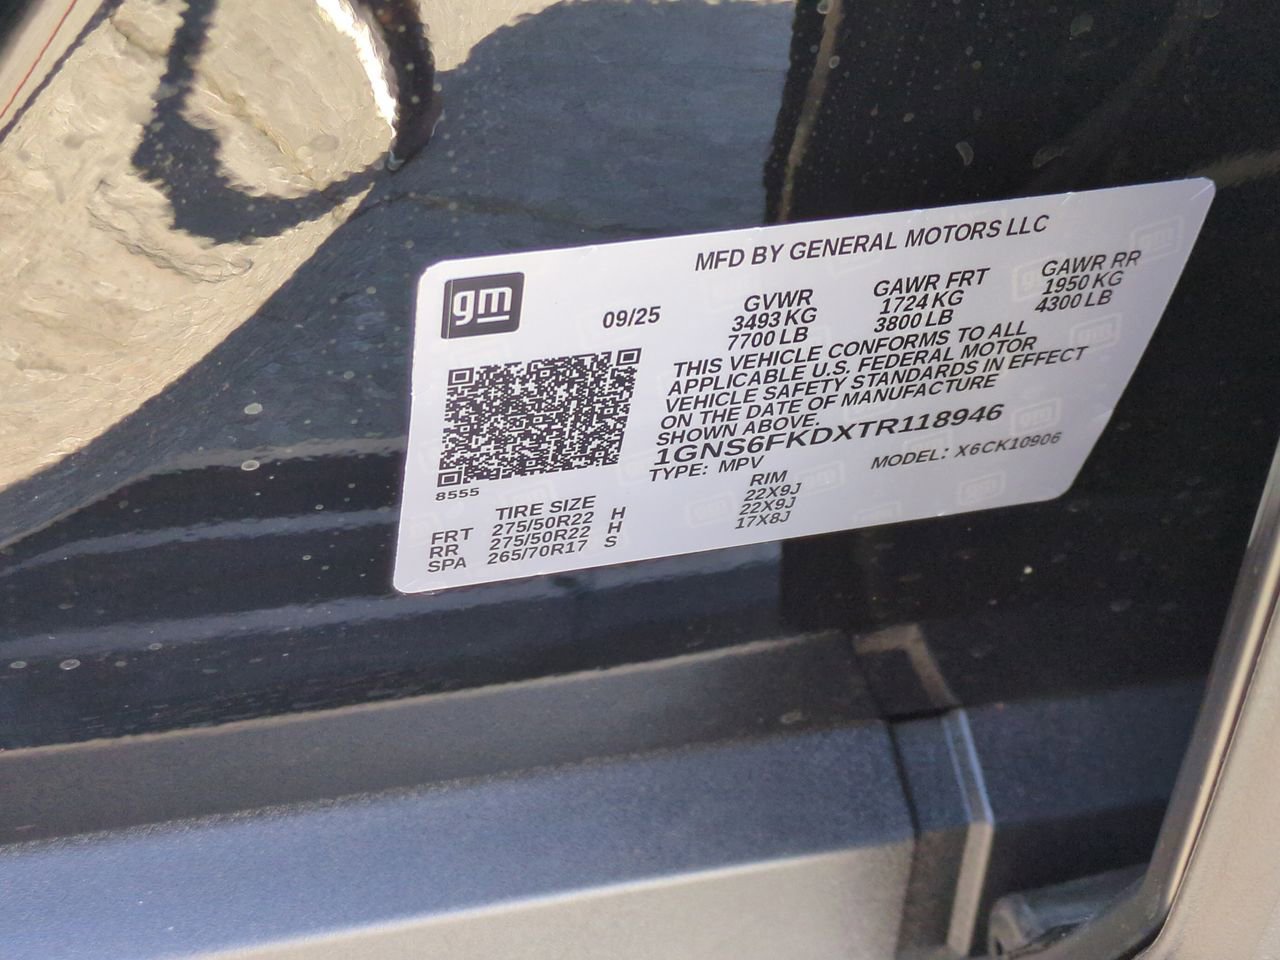 MFD BY GENERAL MOTORS LLC
gm
09/25
GVWR
3493 KG
7700 LB
GAWR FRT
1724 KG
3800 LB
GAWR RR
1950 KG
4300 LB
THIS VEHICLE CONFORMS TO ALL
APPLICABLE U.S. FEDERAL MOTOR
VEHICLE SAFETY STANDARDS IN EFFECT
ON THE DATE OF MANUFACTURE
SHOWN ABOVE.
1GNS6FKDXTR118946
TYPE: MPV
MODEL: X6CK10906
8555
TIRE SIZE
RIM
FRT 275/50R22 H 22X9J
RR 275/50R22 H 22X9J
SPA 265/70R17 S 17X8J